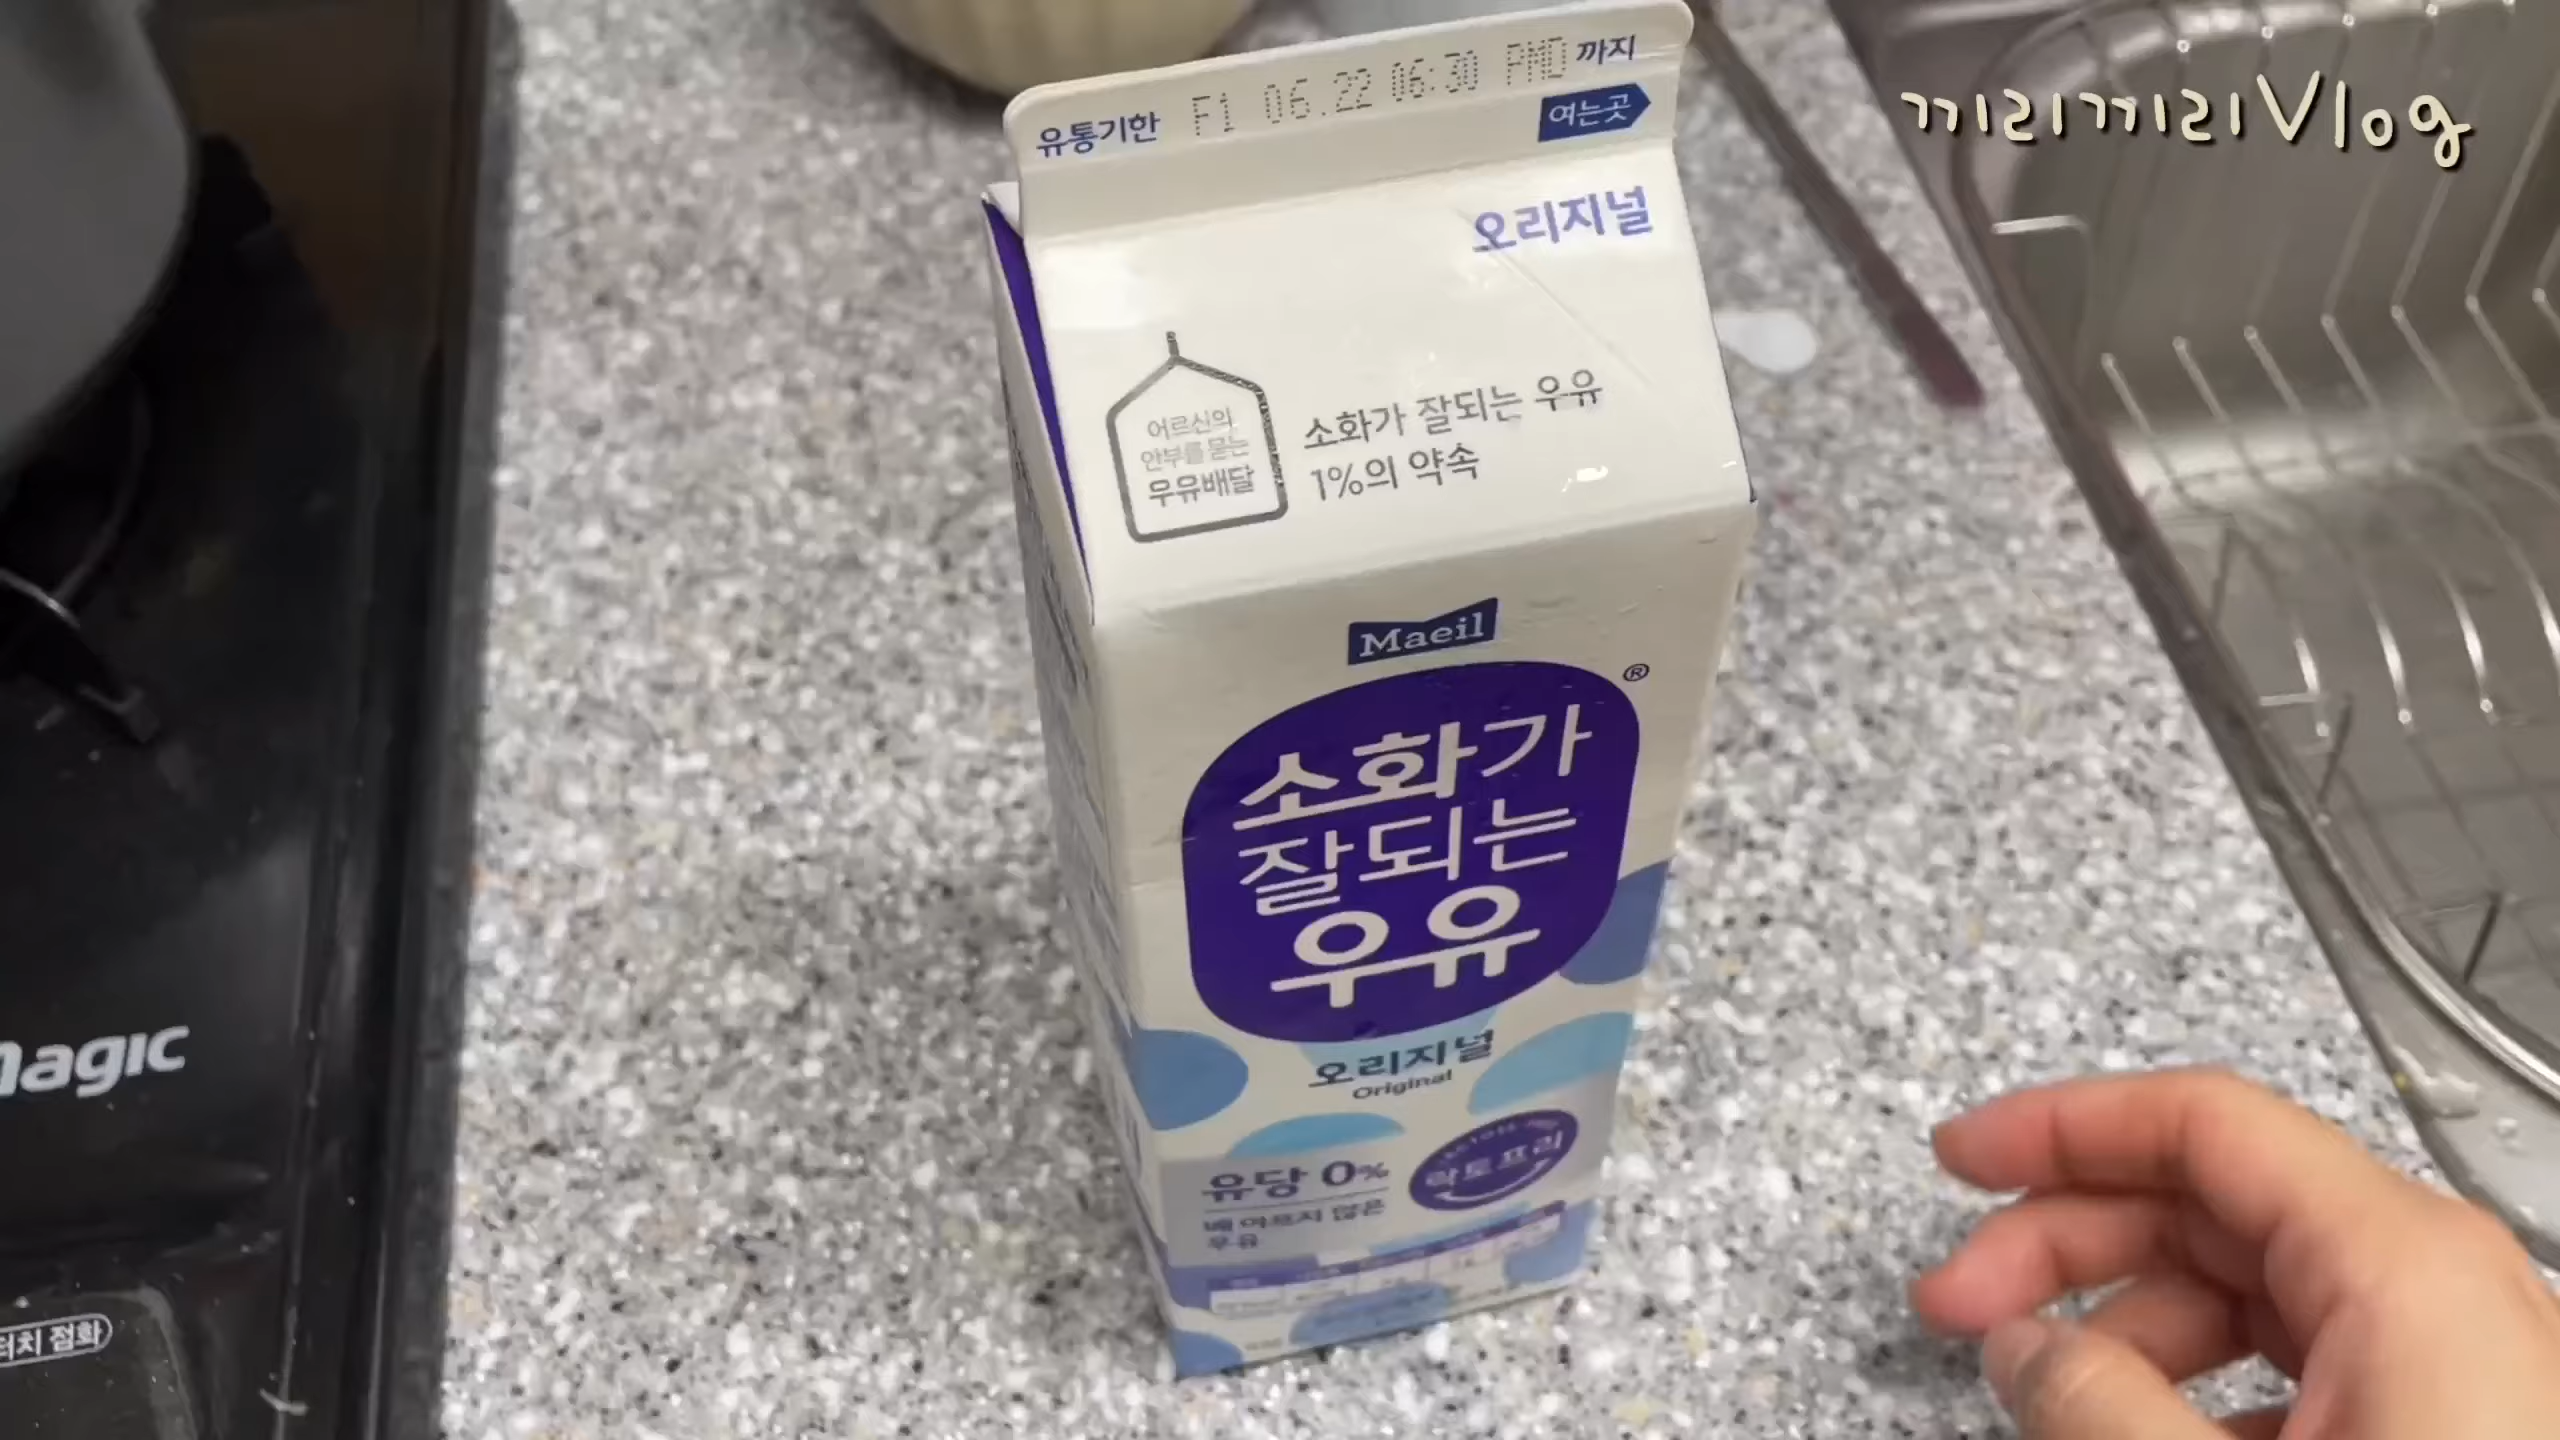 끼리끼리Vlog
유통기한 F1 06.22 06:30 PMD 까지
여는곳
오리지널
어르신의
안부를 묻는
우유배달
소화가 잘되는 우유
1%의 약속
Maeil
®
소화가
잘되는
우유
오리지널
Original
유당 0%
락토프리
배 아프지 않은
우유
Magic
터치 점화